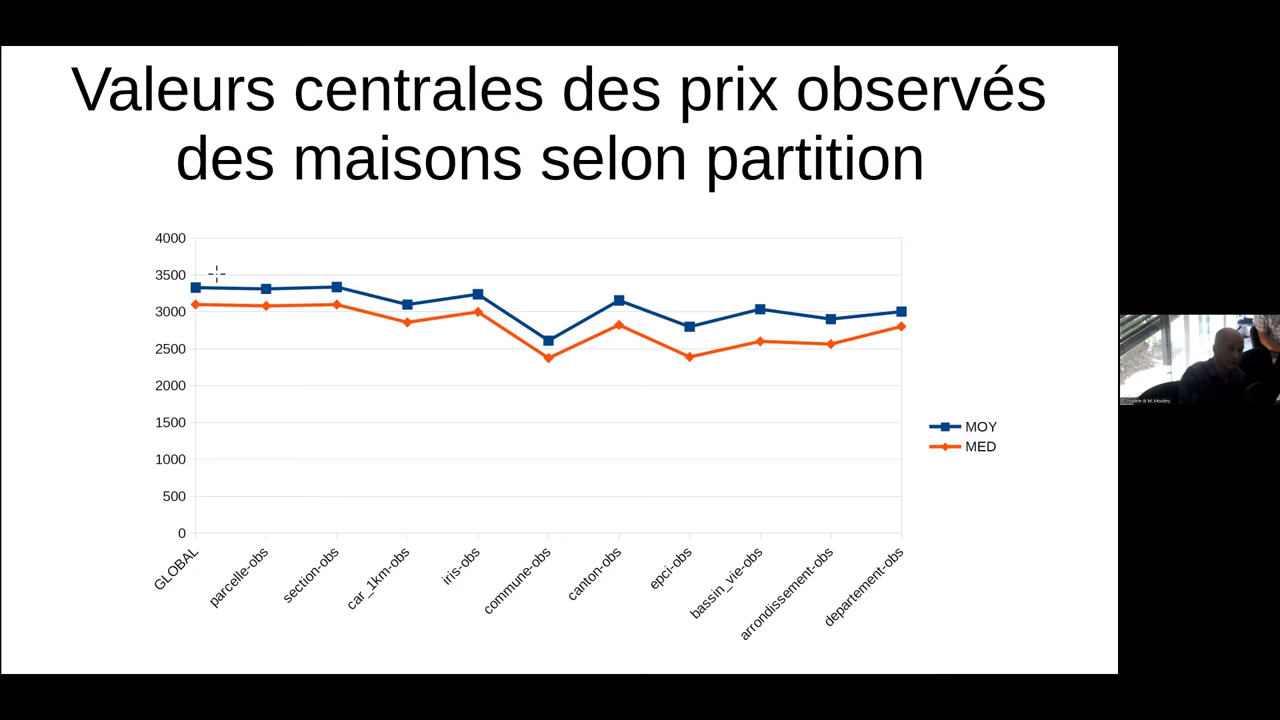 Valeurs centrales des prix observés
des maisons selon partition
4000
3500
3000
2500
2000
1500
1000
500
0
MOY
MED
GLOBAL
parcelle-obs
section-obs
car_1km-obs
iris-obs
commune-obs
canton-obs
epci-obs
bassin_vie-obs
arrondissement-obs
departement-obs
& M.